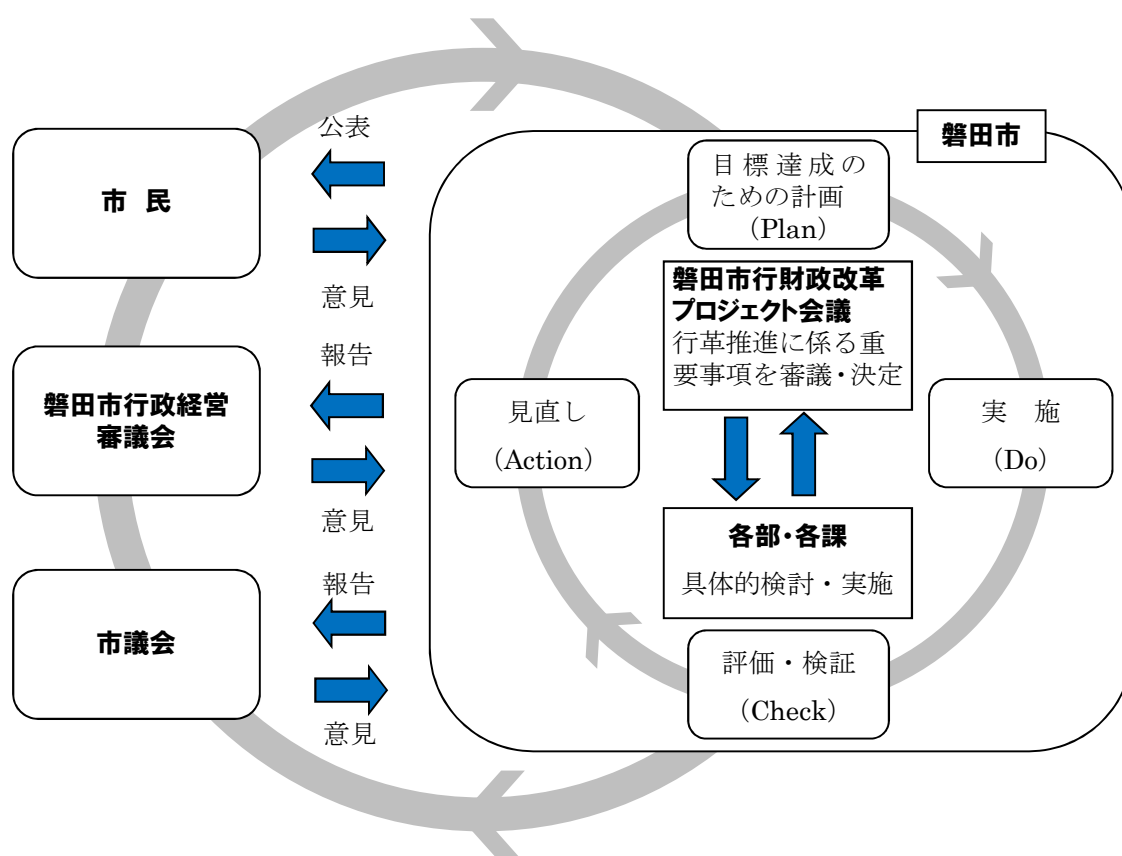 公表
市 民
意見
報告
磐田市行政経営
審議会
意見
報告
市議会
意見
磐田市
目標達成の
ための計画
(Plan)
磐田市行財政改革
プロジェクト会議
行革推進に係る重
要事項を審議・決定
見直し
(Action)
実 施
(Do)
各部・各課
具体的検討・実施
評価・検証
(Check)